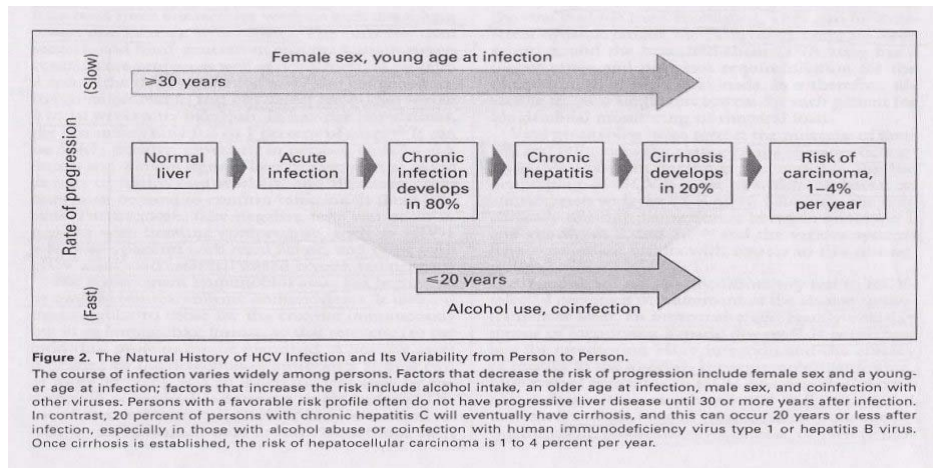 (Slow)
Rate of progression
(Fast)
Female sex, young age at infection
⩾30 years
Normal
liver
Acute
infection
Chronic
infection
develops
in 80%
Chronic
hepatitis
Cirrhosis
develops
in 20%
Risk of
carcinoma,
1–4%
per year
⩽20 years
Alcohol use, coinfection
Figure 2. The Natural History of HCV Infection and Its Variability from Person to Person.
The course of infection varies widely among persons. Factors that decrease the risk of progression include female sex and a young-
er age at infection; factors that increase the risk include alcohol intake, an older age at infection, male sex, and coinfection with
other viruses. Persons with a favorable risk profile often do not have progressive liver disease until 30 or more years after infection.
In contrast, 20 percent of persons with chronic hepatitis C will eventually have cirrhosis, and this can occur 20 years or less after
infection, especially in those with alcohol abuse or coinfection with human immunodeficiency virus type 1 or hepatitis B virus.
Once cirrhosis is established, the risk of hepatocellular carcinoma is 1 to 4 percent per year.